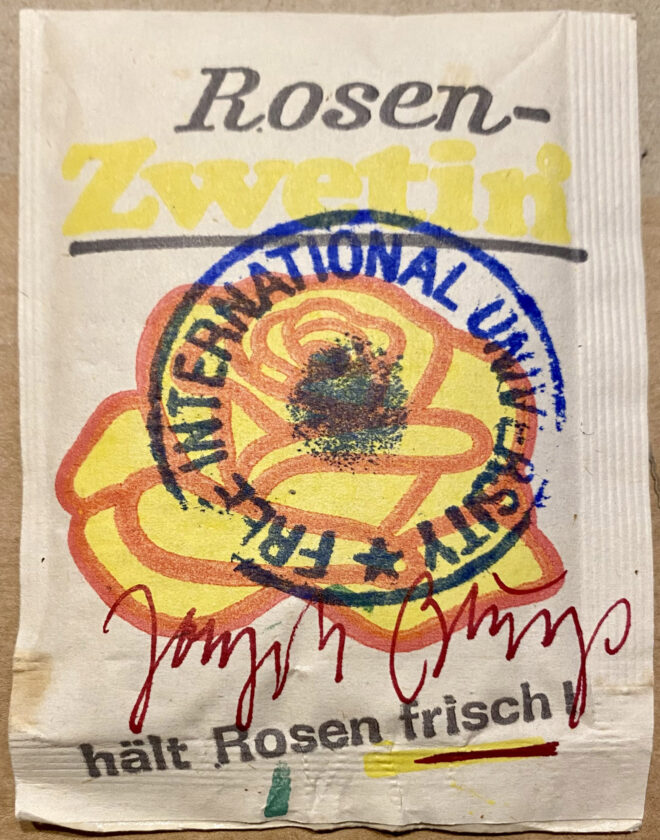 Rosen-
Zwetin
FREE INTERNATIONAL UNIVERSITY ★
Joseph Beuys
hält Rosen frisch!